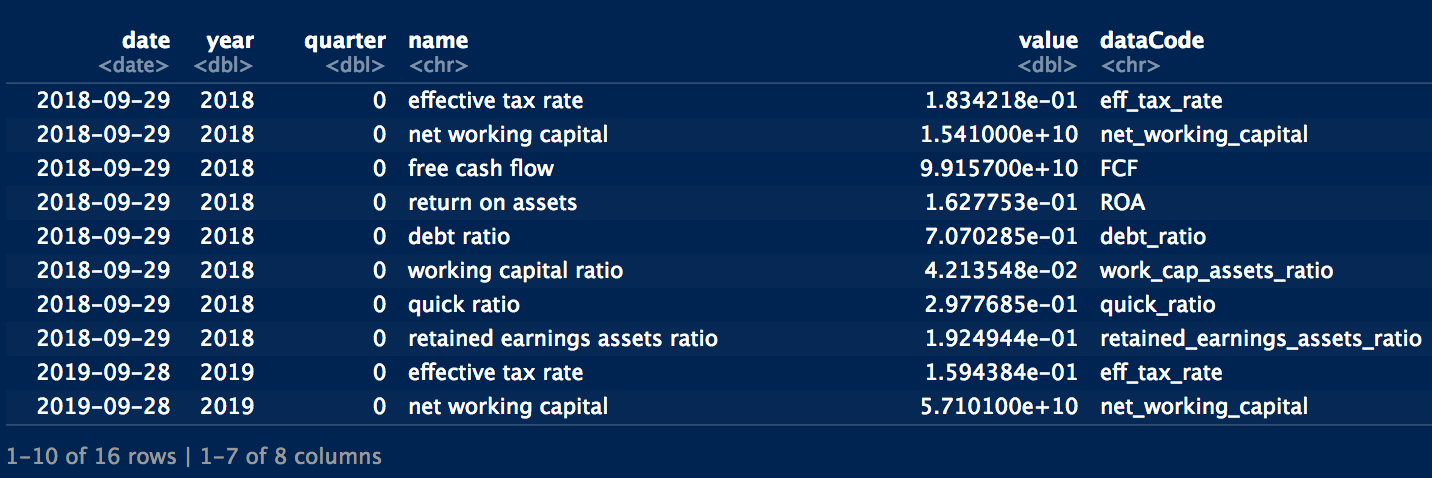 date year quarter name value dataCode
<date> <dbl> <dbl> <chr> <dbl> <chr>
2018-09-29 2018 0 effective tax rate 1.834218e-01 eff_tax_rate
2018-09-29 2018 0 net working capital 1.541000e+10 net_working_capital
2018-09-29 2018 0 free cash flow 9.915700e+10 FCF
2018-09-29 2018 0 return on assets 1.627753e-01 ROA
2018-09-29 2018 0 debt ratio 7.070285e-01 debt_ratio
2018-09-29 2018 0 working capital ratio 4.213548e-02 work_cap_assets_ratio
2018-09-29 2018 0 quick ratio 2.977685e-01 quick_ratio
2018-09-29 2018 0 retained earnings assets ratio 1.924944e-01 retained_earnings_assets_ratio
2019-09-28 2019 0 effective tax rate 1.594384e-01 eff_tax_rate
2019-09-28 2019 0 net working capital 5.710100e+10 net_working_capital
1-10 of 16 rows | 1-7 of 8 columns